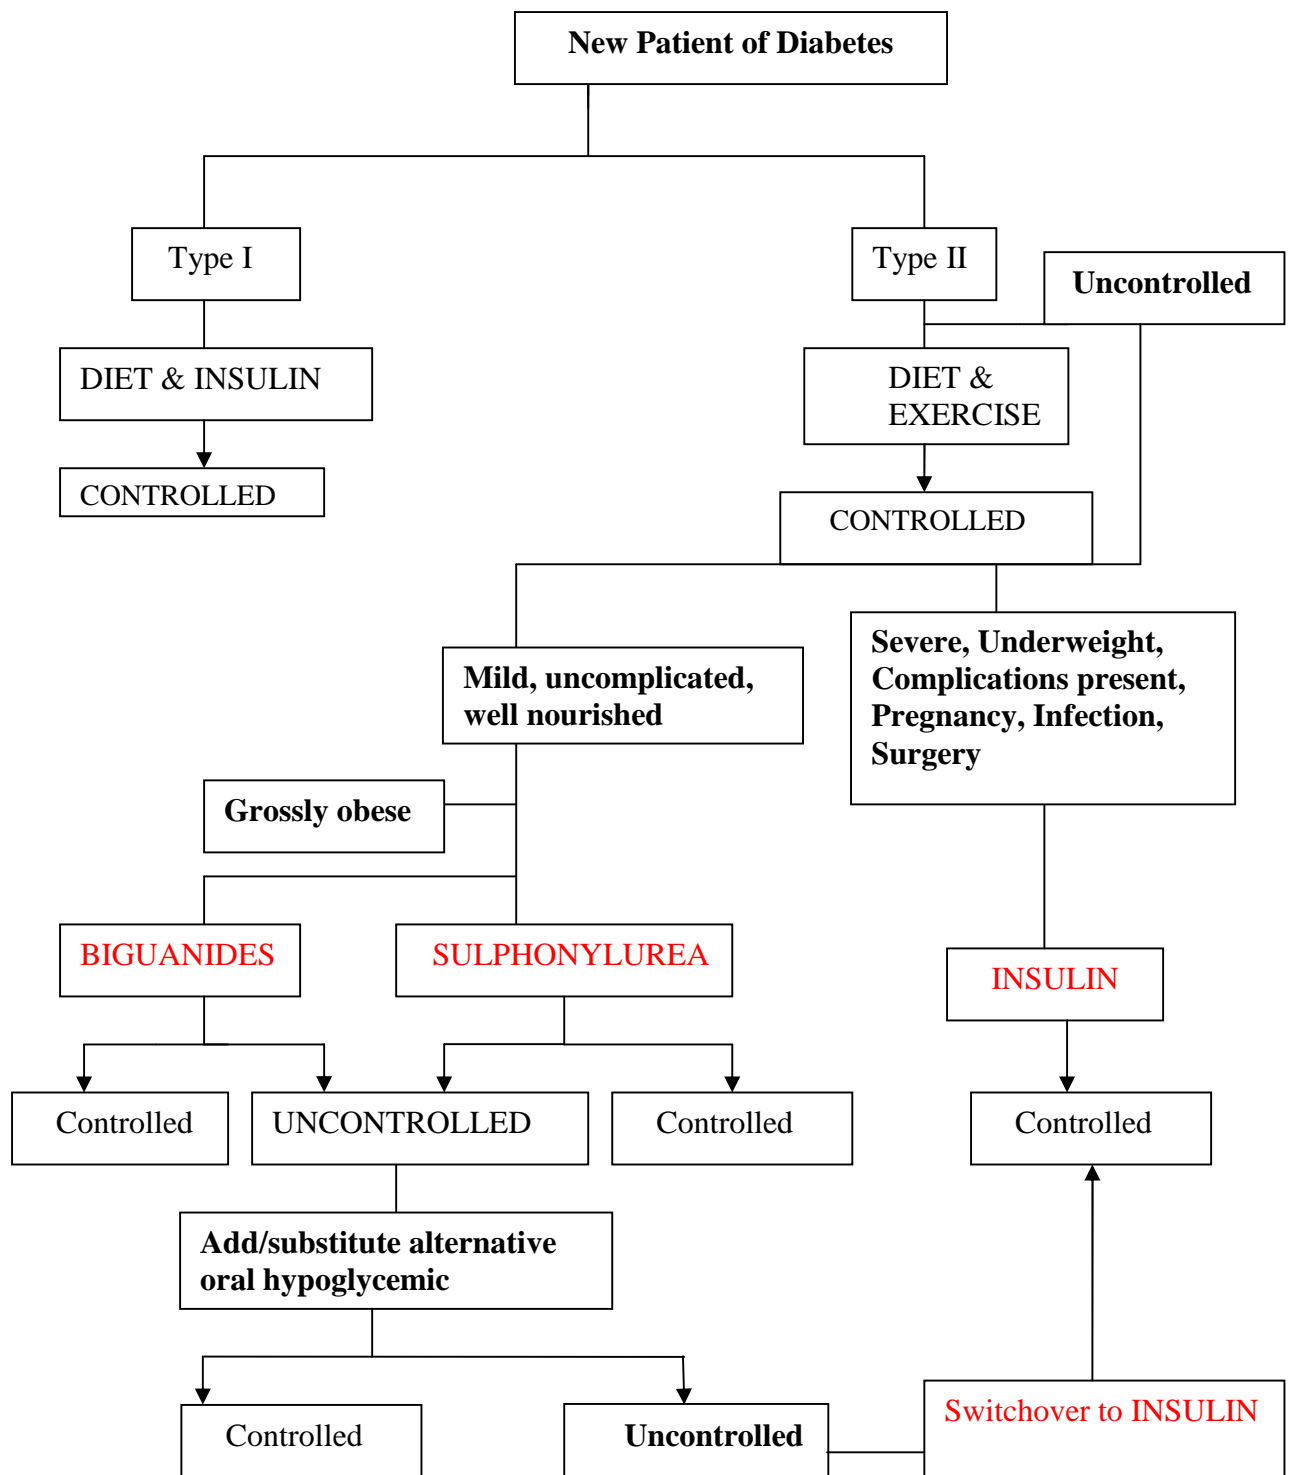 New Patient of Diabetes
Type I
Type II
Uncontrolled
DIET & INSULIN
DIET &
EXERCISE
CONTROLLED
CONTROLLED
Mild, uncomplicated,
well nourished
Severe, Underweight,
Complications present,
Pregnancy, Infection,
Surgery
Grossly obese
BIGUANIDES
SULPHONYLUREA
INSULIN
Controlled
UNCONTROLLED
Controlled
Controlled
Add/substitute alternative
oral hypoglycemic
Controlled
Uncontrolled
Switchover to INSULIN